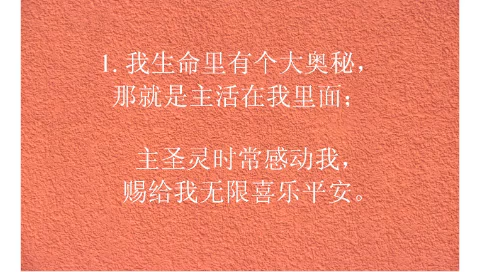 1.我生命里有个大奥秘，
那就是主活在我里面；
主圣灵时常感动我，
赐给我无限喜乐平安。